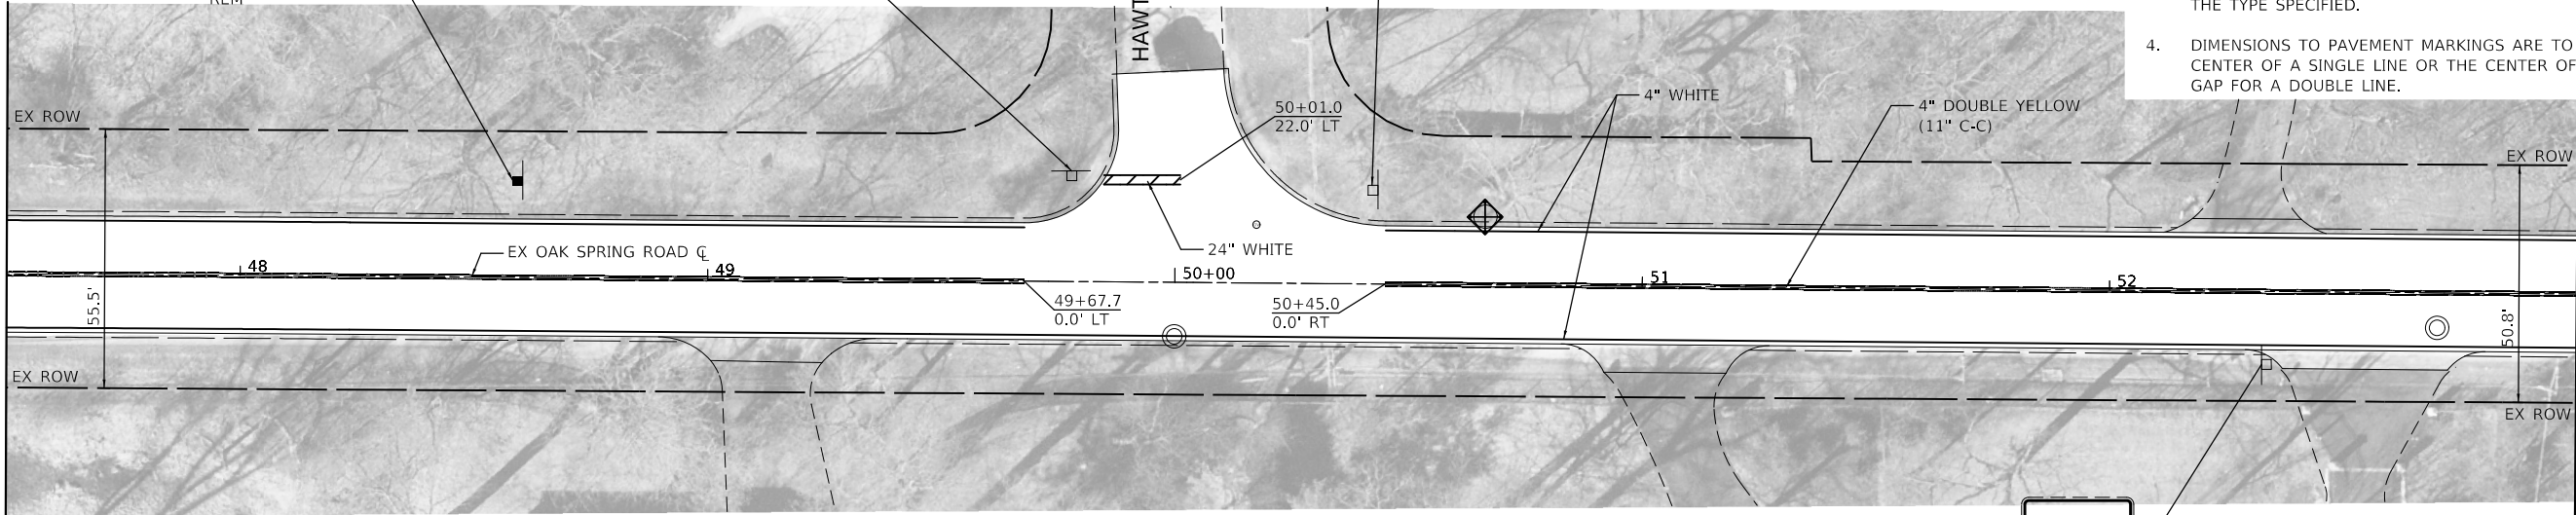 THE TYPE SPECIFIED.
4. DIMENSIONS TO PAVEMENT MARKINGS ARE TO
CENTER OF A SINGLE LINE OR THE CENTER OF
GAP FOR A DOUBLE LINE.
EX ROW
50+01.0
22.0' LT
4" WHITE
4" DOUBLE YELLOW
(11" C-C)
EX ROW
24" WHITE
EX OAK SPRING ROAD ℄
48
49
50+00
51
52
55.5'
49+67.7
0.0' LT
50+45.0
0.0' RT
50.8'
EX ROW
EX ROW